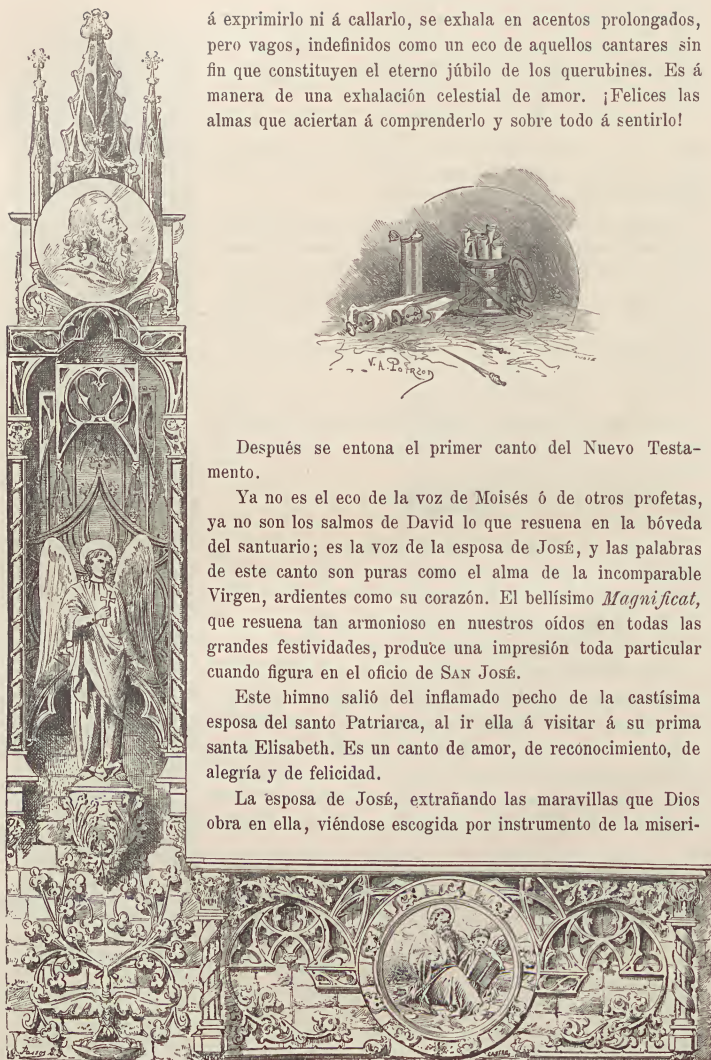 á exprimirlo ni á callarlo, se exhala en acentos prolongados,
pero vagos, indefinidos como un eco de aquellos cantares sin
fin que constituyen el eterno júbilo de los querubines. Es á
manera de una exhalación celestial de amor. ¡Felices las
almas que aciertan á comprenderlo y sobre todo á sentirlo!
Después se entona el primer canto del Nuevo Testa-
mento.
Ya no es el eco de la voz de Moisés ó de otros profetas,
ya no son los salmos de David lo que resuena en la bóveda
del santuario; es la voz de la esposa de José, y las palabras
de este canto son puras como el alma de la incomparable
Virgen, ardientes como su corazón. El bellísimo Magnificat,
que resuena tan armonioso en nuestros oídos en todas las
grandes festividades, produce una impresión toda particular
cuando figura en el oficio de SAN JOSÉ.
Este himno salió del inflamado pecho de la castísima
esposa del santo Patriarca, al ir ella á visitar á su prima
santa Elisabeth. Es un canto de amor, de reconocimiento, de
alegría y de felicidad.
La esposa de José, extrañando las maravillas que Dios
obra en ella, viéndose escogida por instrumento de la miseri-